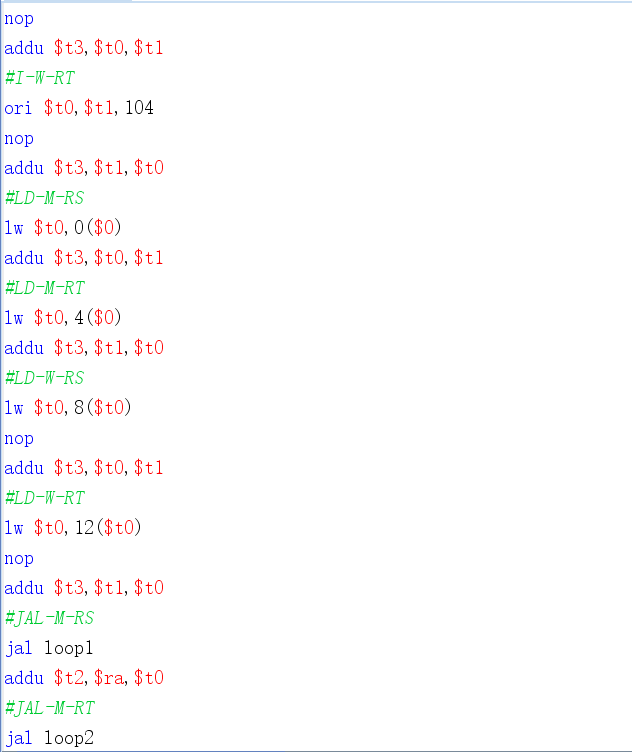 nop
addu $t3,$t0,$t1
#I-W-RT
ori $t0,$t1,104
nop
addu $t3,$t1,$t0
#LD-M-RS
lw $t0,0($0)
addu $t3,$t0,$t1
#LD-M-RT
lw $t0,4($0)
addu $t3,$t1,$t0
#LD-W-RS
lw $t0,8($t0)
nop
addu $t3,$t0,$t1
#LD-W-RT
lw $t0,12($t0)
nop
addu $t3,$t1,$t0
#JAL-M-RS
jal loop1
addu $t2,$ra,$t0
#JAL-M-RT
jal loop2